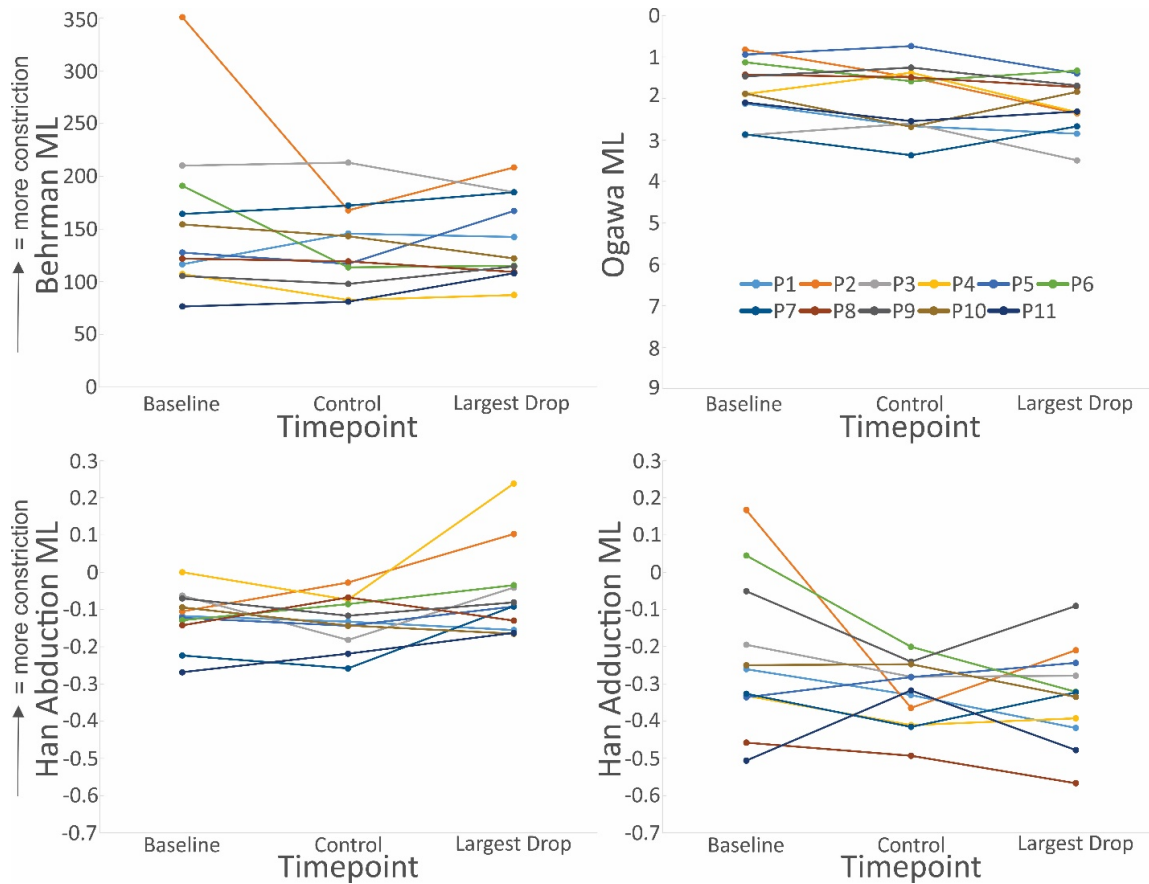 = more constriction
Behrman ML
350
300
250
200
150
100
50
0
Baseline
Control
Largest Drop
Timepoint
Ogawa ML
0
1
2
3
4
5
6
7
8
9
P1 P2 P3 P4 P5 P6
P7 P8 P9 P10 P11
Baseline
Control
Largest Drop
Timepoint
= more constriction
Han Abduction ML
0.3
0.2
0.1
0
-0.1
-0.2
-0.3
-0.4
-0.5
-0.6
-0.7
Baseline
Control
Largest Drop
Timepoint
Han Adduction ML
0.3
0.2
0.1
0
-0.1
-0.2
-0.3
-0.4
-0.5
-0.6
-0.7
Baseline
Control
Largest Drop
Timepoint